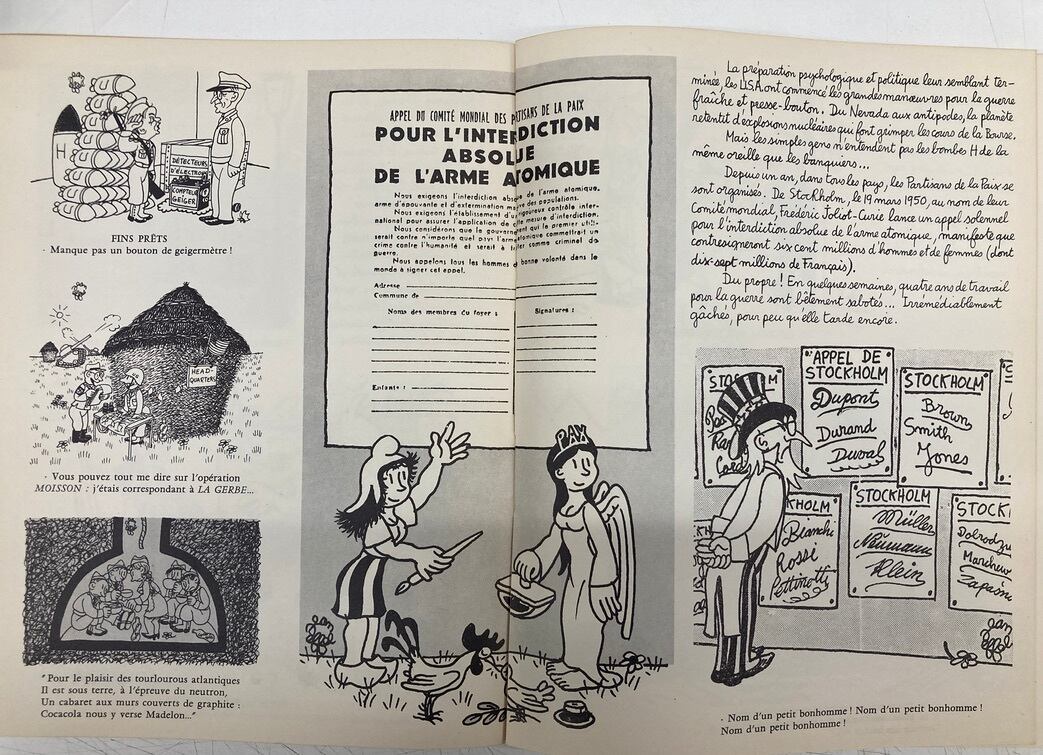 H
DÉTECTEURS
D'ÉLECTRONS
COMPTEUR
GEIGER
FINS PRÊTS
- Manque pas un bouton de geigermètre !
HEAD-
QUARTERS
- Vous pouvez tout me dire sur l'opération
MOISSON : j'étais correspondant à LA GERBE...
"Pour le plaisir des tourlourous atlantiques
Il est sous terre, à l'épreuve du neutron,
Un cabaret aux murs couverts de graphite :
Cocacola nous y verse Madelon..."
APPEL DU COMITÉ MONDIAL DES PARTISANS DE LA PAIX
POUR L'INTERDICTION
ABSOLUE
DE L'ARME ATOMIQUE
Nous exigeons l'interdiction absolue de l'arme atomique,
arme d'épouvante et d'extermination massive des populations.
Nous exigeons l'établissement d'un rigoureux contrôle inter-
national pour assurer l'application de cette mesure d'interdiction.
Nous considérons que le gouvernement qui le premier utili-
serait contre n'importe quel pays l'arme atomique commettrait un
crime contre l'humanité et serait à traiter comme criminel de
guerre.
Nous appelons tous les hommes de bonne volonté dans le
monde à signer cet appel.
Adresse
Commune de
Noms des membres du foyer : Signatures :
Enfants :
PAX
Jean
Effel
La préparation psychologique et politique leur semblant ter-
minée, les U.S.A. ont commencé les grandes manœuvres pour la guerre
fraîche et presse-bouton. Du Nevada aux antipodes, la planète
retentit d'explosions nucléaires qui font grimper les cours de la Bourse.
Mais les simples gens n'entendent pas les bombes H de la
même oreille que les banquiers...
Depuis un an, dans tous les pays, les Partisans de la Paix se
sont organisés. De Stockholm, le 19 mars 1950, au nom de leur
Comité mondial, Frédéric Joliot-Curie lance un appel solennel
pour l'interdiction absolue de l'arme atomique, manifeste que
contresigneront six cent millions d'hommes et de femmes (dont
dix-sept millions de Français).
Du propre ! En quelques semaines, quatre ans de travail
pour la guerre sont bêtement sabotés... Irrémédiablement
gâchés, pour peu qu'elle tarde encore.
APPEL DE
STOCKHOLM
Dupont
Durand
Duval
STOCKHOLM
Brown
Smith
Jones
KHOLM
Bianchi
Rossi
Pettinotti
STOCKHOLM
Müller
Neumann
Klein
STOCK
Jean
Effel
- Nom d'un petit bonhomme ! Nom d'un petit bonhomme !
Nom d'un petit bonhomme !